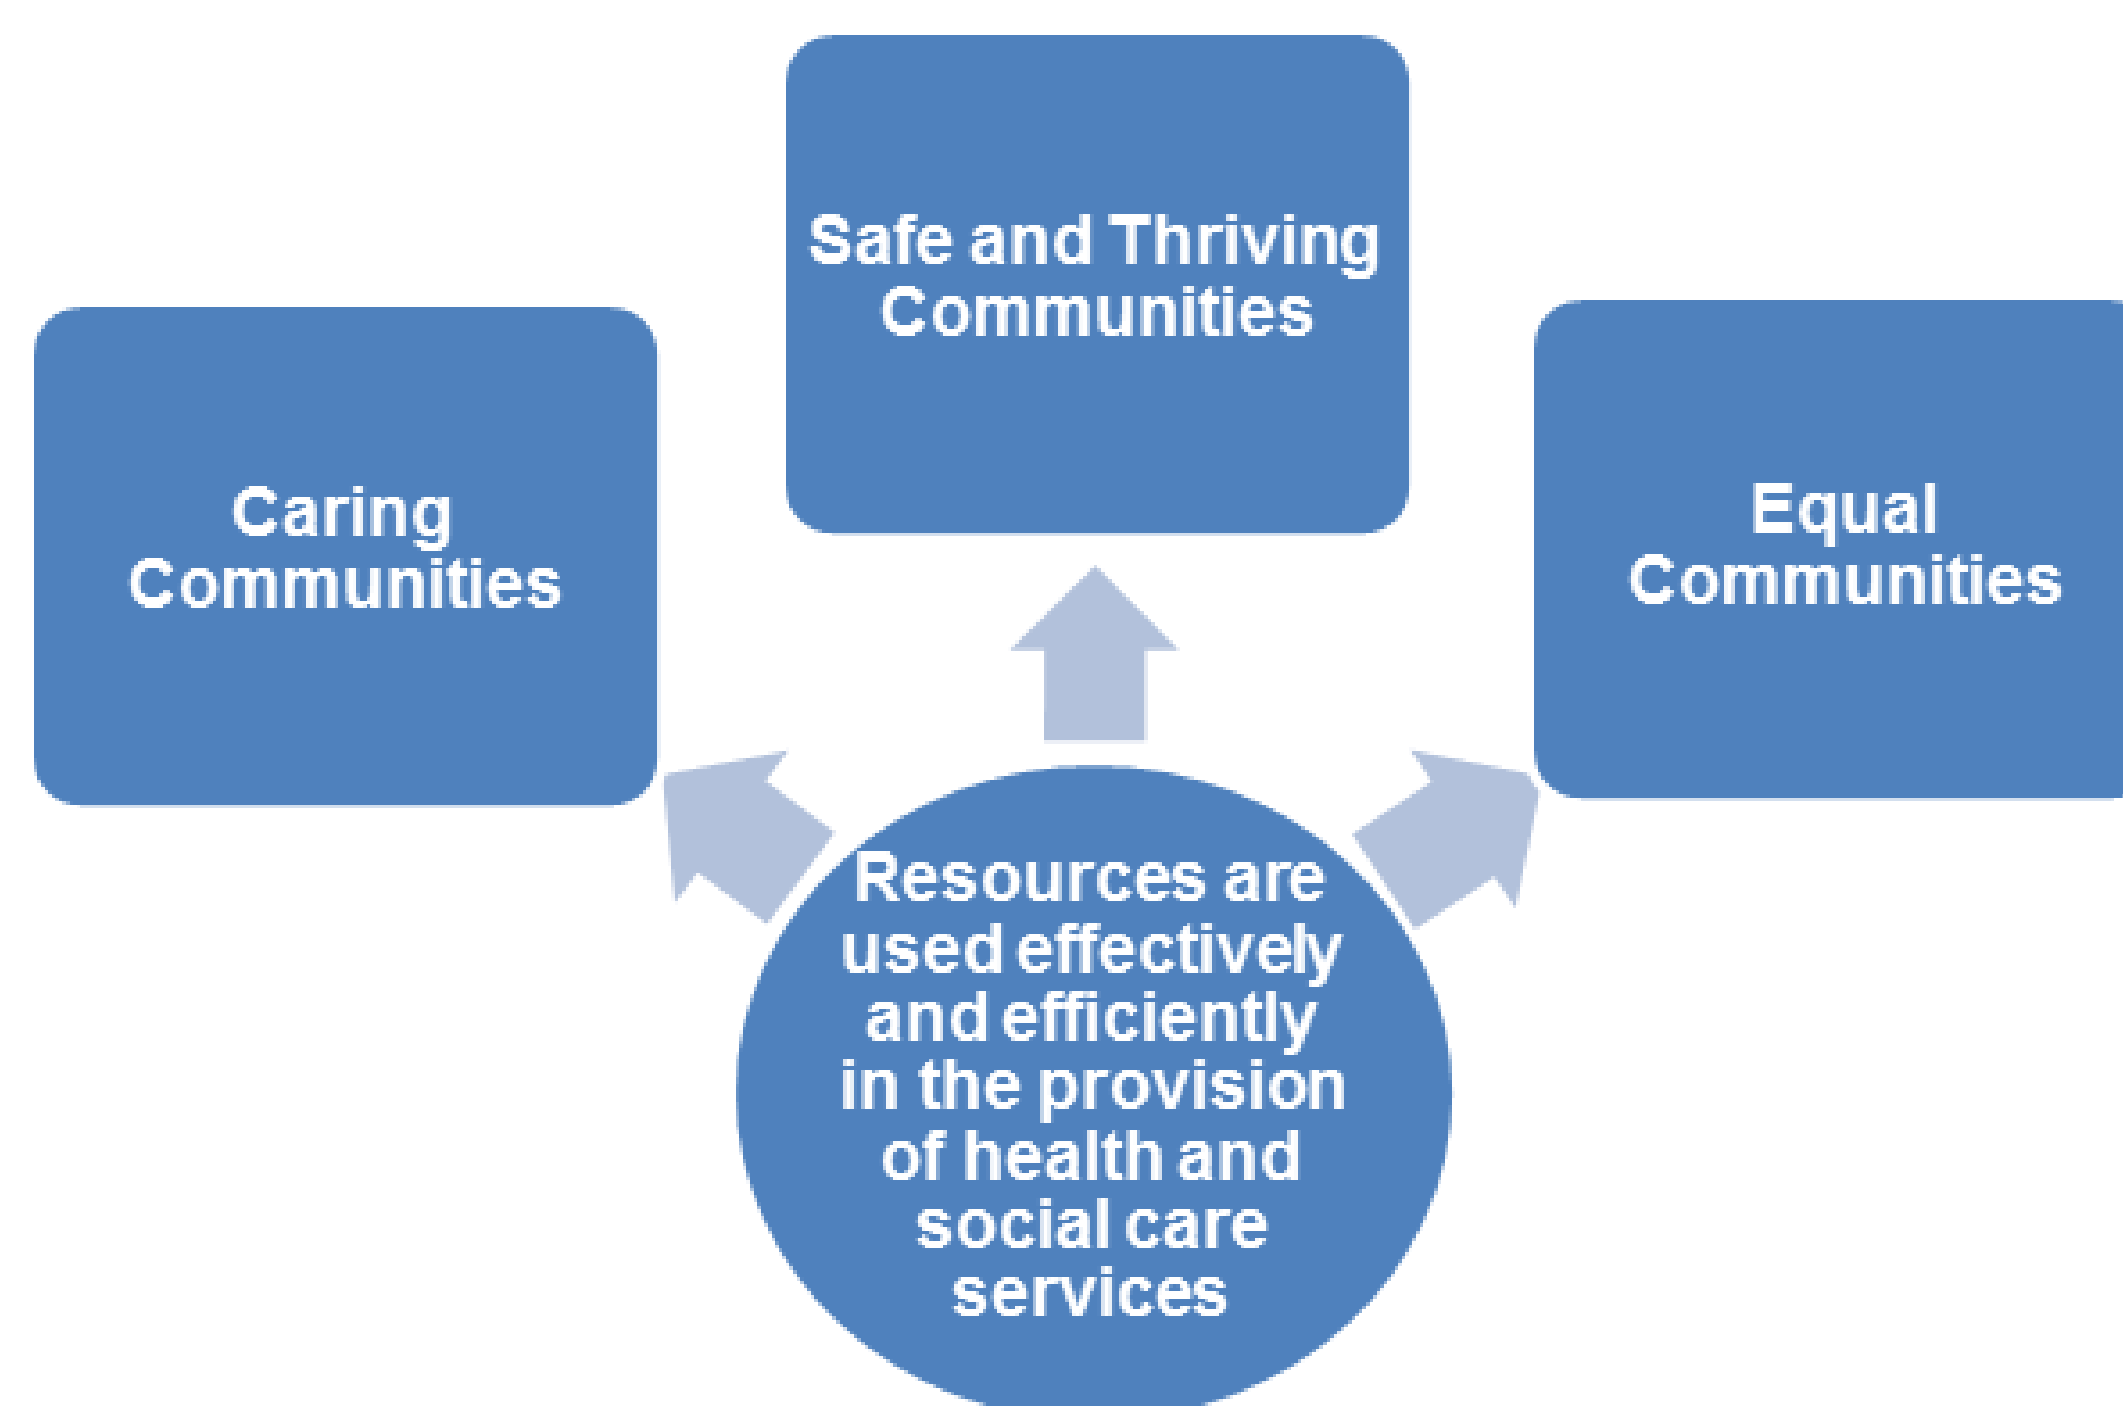 Safe and Thriving
Communities
Caring
Communities
Equal
Communities
Resources are
used effectively
and efficiently
in the provision
of health and
social care
services